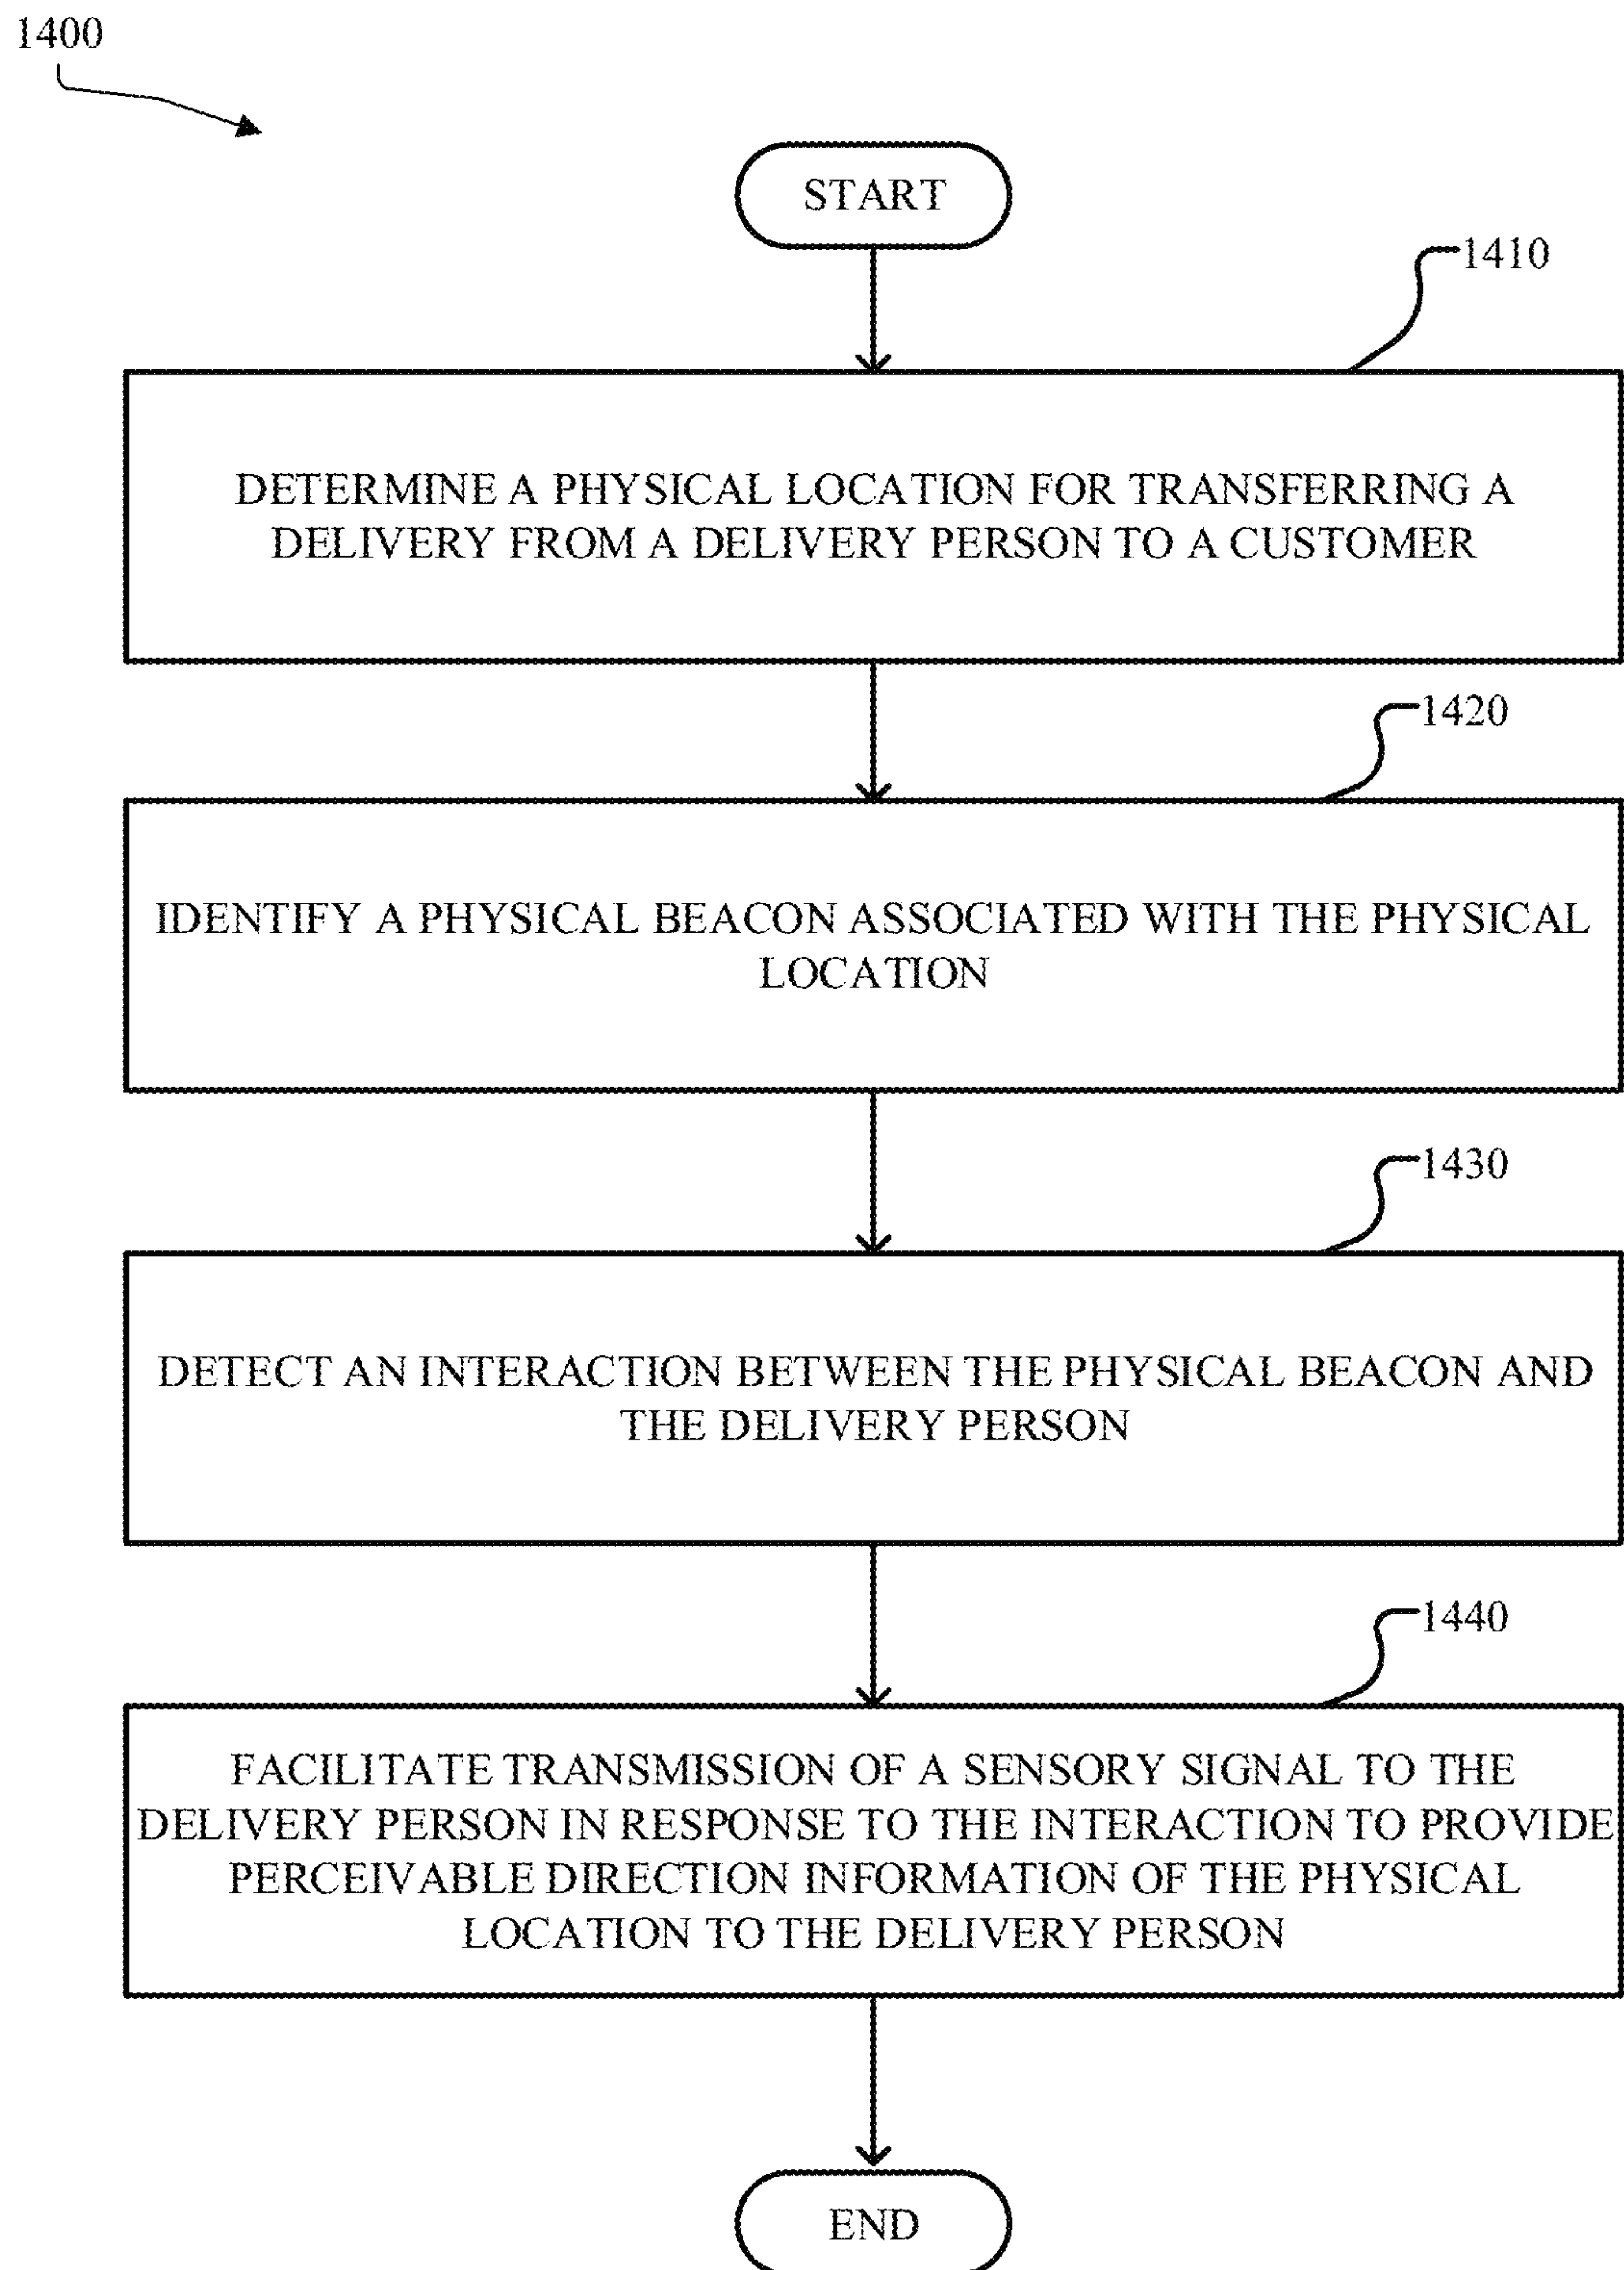 1400
START
1410
DETERMINE A PHYSICAL LOCATION FOR TRANSFERRING A
DELIVERY FROM A DELIVERY PERSON TO A CUSTOMER
1420
IDENTIFY A PHYSICAL BEACON ASSOCIATED WITH THE PHYSICAL
LOCATION
1430
DETECT AN INTERACTION BETWEEN THE PHYSICAL BEACON AND
THE DELIVERY PERSON
1440
FACILITATE TRANSMISSION OF A SENSORY SIGNAL TO THE
DELIVERY PERSON IN RESPONSE TO THE INTERACTION TO PROVIDE
PERCEIVABLE DIRECTION INFORMATION OF THE PHYSICAL
LOCATION TO THE DELIVERY PERSON
END